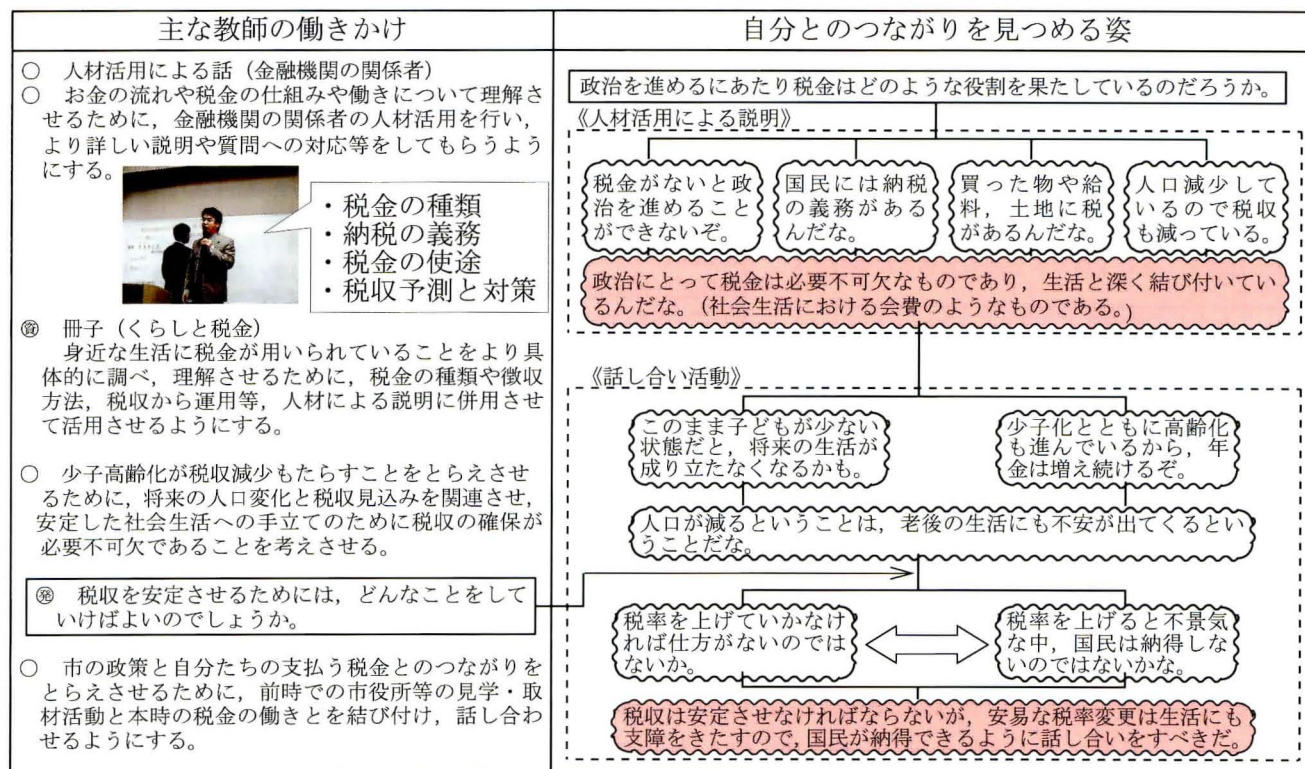 主な教師の働きかけ
○ 人材活用による話（金融機関の関係者）
○ お金の流れや税金の仕組みや働きについて理解さ
せるために，金融機関の関係者の人材活用を行い，
より詳しい説明や質問への対応等をしてもらうよう
にする。
・税金の種類
・納税の義務
・税金の使途
・税収予測と対策
㊮ 冊子（くらしと税金）
身近な生活に税金が用いられていることをより具
体的に調べ，理解させるために，税金の種類や徴収
方法，税収から運用等，人材による説明に併用させ
て活用させるようにする。
○ 少子高齢化が税収減少もたらすことをとらえさせ
るために，将来の人口変化と税収見込みを関連させ，
安定した社会生活への手立てのために税収の確保が
必要不可欠であることを考えさせる。
発 税収を安定させるためには，どんなことをして
いけばよいのでしょうか。
○ 市の政策と自分たちの支払う税金とのつながりを
とらえさせるために，前時での市役所等の見学・取
材活動と本時の税金の働きとを結び付け，話し合わ
せるようにする。
自分とのつながりを見つめる姿
政治を進めるにあたり税金はどのような役割を果たしているのだろうか。
《人材活用による説明》
税金がないと政
治を進めること
ができないぞ。
国民には納税
の義務がある
んだな。
買った物や給
料，土地に税
があるんだな。
人口減少して
いるので税収
も減っている。
政治にとって税金は必要不可欠なものであり，生活と深く結び付いてい
るんだな。（社会生活における会費のようなものである。）
《話し合い活動》
このまま子どもが少ない
状態だと，将来の生活が
成り立たなくなるかも。
少子化とともに高齢化
も進んでいるから，年
金は増え続けるぞ。
人口が減るということは，老後の生活にも不安が出てくるとい
うことだな。
税率を上げていかなけ
れば仕方がないのでは
ないか。
税率を上げると不景気
な中，国民は納得しな
いのではないかな。
税収は安定させなければならないが，安易な税率変更は生活にも
支障をきたすので，国民が納得できるように話し合いをすべきだ。